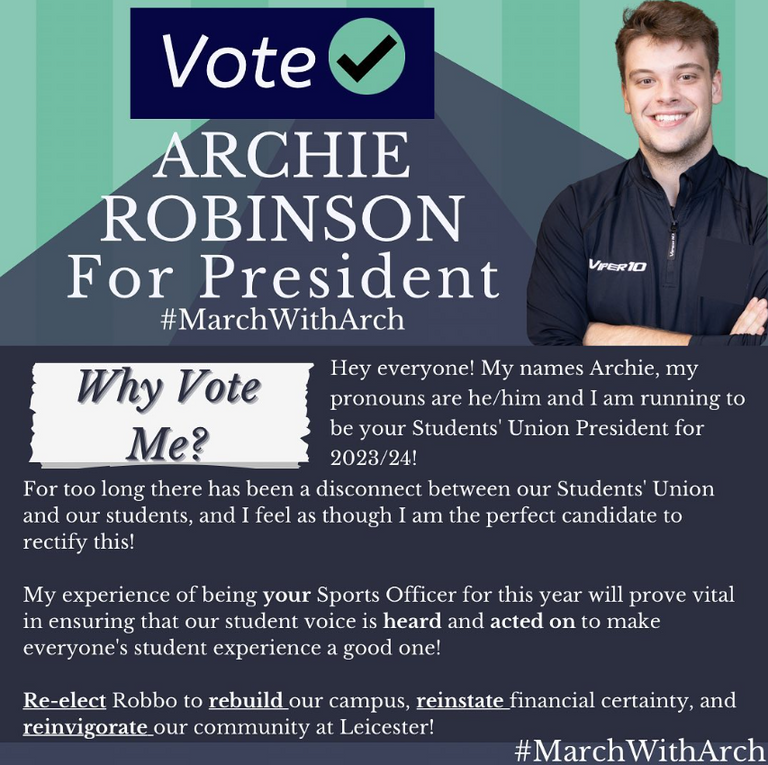 Vote
ARCHIE
ROBINSON
For President
#MarchWithArch
VIPER10
Why Vote
Me?
Hey everyone! My names Archie, my
pronouns are he/him and I am running to
be your Students' Union President for
2023/24!
For too long there has been a disconnect between our Students' Union
and our students, and I feel as though I am the perfect candidate to
rectify this!
My experience of being your Sports Officer for this year will prove vital
in ensuring that our student voice is heard and acted on to make
everyone's student experience a good one!
Re-elect Robbo to rebuild our campus, reinstate financial certainty, and
reinvigorate our community at Leicester!
#MarchWithArch